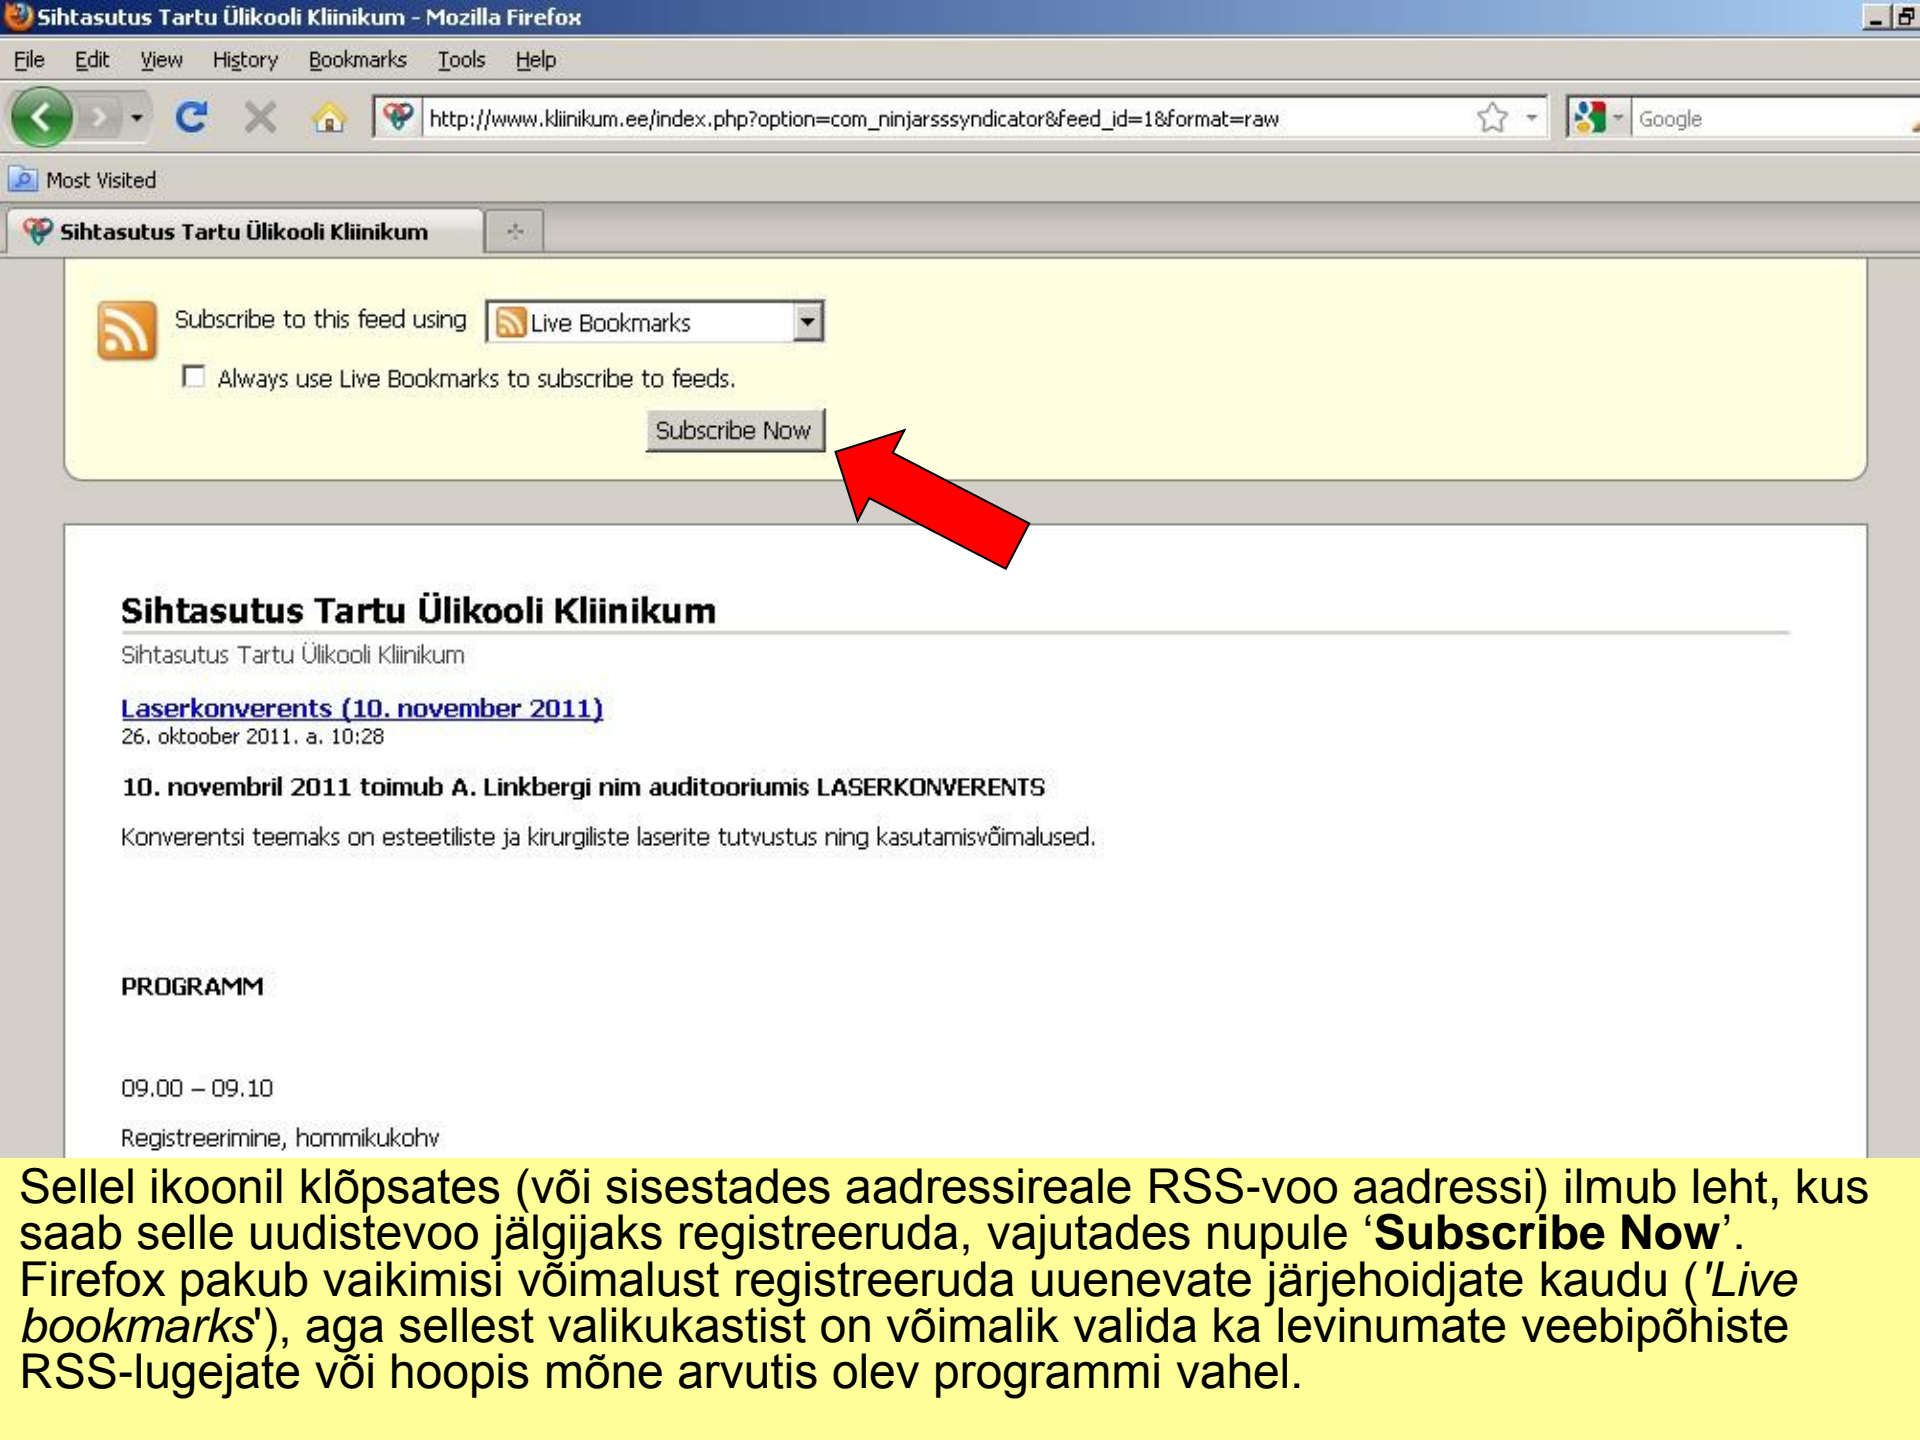 Sihtasutus Tartu Ülikooli Kliinikum - Mozilla Firefox
File Edit View History Bookmarks Tools Help
http://www.kliinikum.ee/index.php?option=com_ninjarsssyndicator&feed_id=1&format=raw Google
Most Visited
Sihtasutus Tartu Ülikooli Kliinikum
Subscribe to this feed using Live Bookmarks
Always use Live Bookmarks to subscribe to feeds.
Subscribe Now
Sihtasutus Tartu Ülikooli Kliinikum
Sihtasutus Tartu Ülikooli Kliinikum
Laserkonverents (10. november 2011)
26. oktoober 2011. a. 10:28
10. novembril 2011 toimub A. Linkbergi nim auditooriumis LASERKONVERENTS
Konverentsi teemaks on esteetiliste ja kirurgiliste laserite tutvustus ning kasutamisvõimalused.
PROGRAMM
09.00 – 09.10
Registreerimine, hommikukohv
Sellel ikoonil klõpsates (või sisestades aadressireale RSS-voo aadressi) ilmub leht, kus
saab selle uudistevoo jälgijaks registreeruda, vajutades nupule ‘Subscribe Now’.
Firefox pakub vaikimisi võimalust registreeruda uuenevate järjehoidjate kaudu ('Live
bookmarks'), aga sellest valikukastist on võimalik valida ka levinumate veebipõhiste
RSS-lugejate või hoopis mõne arvutis olev programmi vahel.